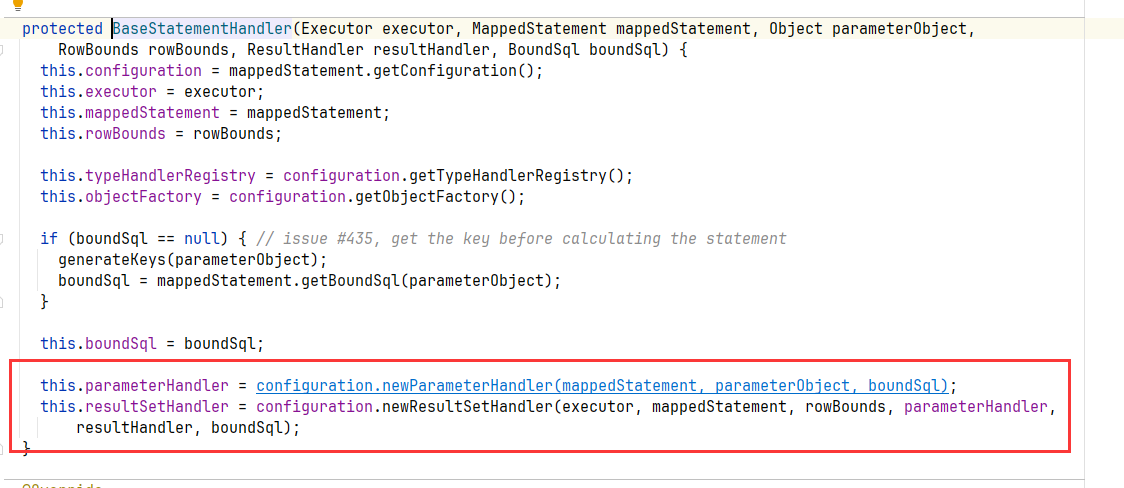 protected BaseStatementHandler(Executor executor, MappedStatement mappedStatement, Object parameterObject,
RowBounds rowBounds, ResultHandler resultHandler, BoundSql boundSql) {
this.configuration = mappedStatement.getConfiguration();
this.executor = executor;
this.mappedStatement = mappedStatement;
this.rowBounds = rowBounds;
this.typeHandlerRegistry = configuration.getTypeHandlerRegistry();
this.objectFactory = configuration.getObjectFactory();
if (boundSql == null) { // issue #435, get the key before calculating the statement
generateKeys(parameterObject);
boundSql = mappedStatement.getBoundSql(parameterObject);
}
this.boundSql = boundSql;
this.parameterHandler = configuration.newParameterHandler(mappedStatement, parameterObject, boundSql);
this.resultSetHandler = configuration.newResultSetHandler(executor, mappedStatement, rowBounds, parameterHandler,
resultHandler, boundSql);
}